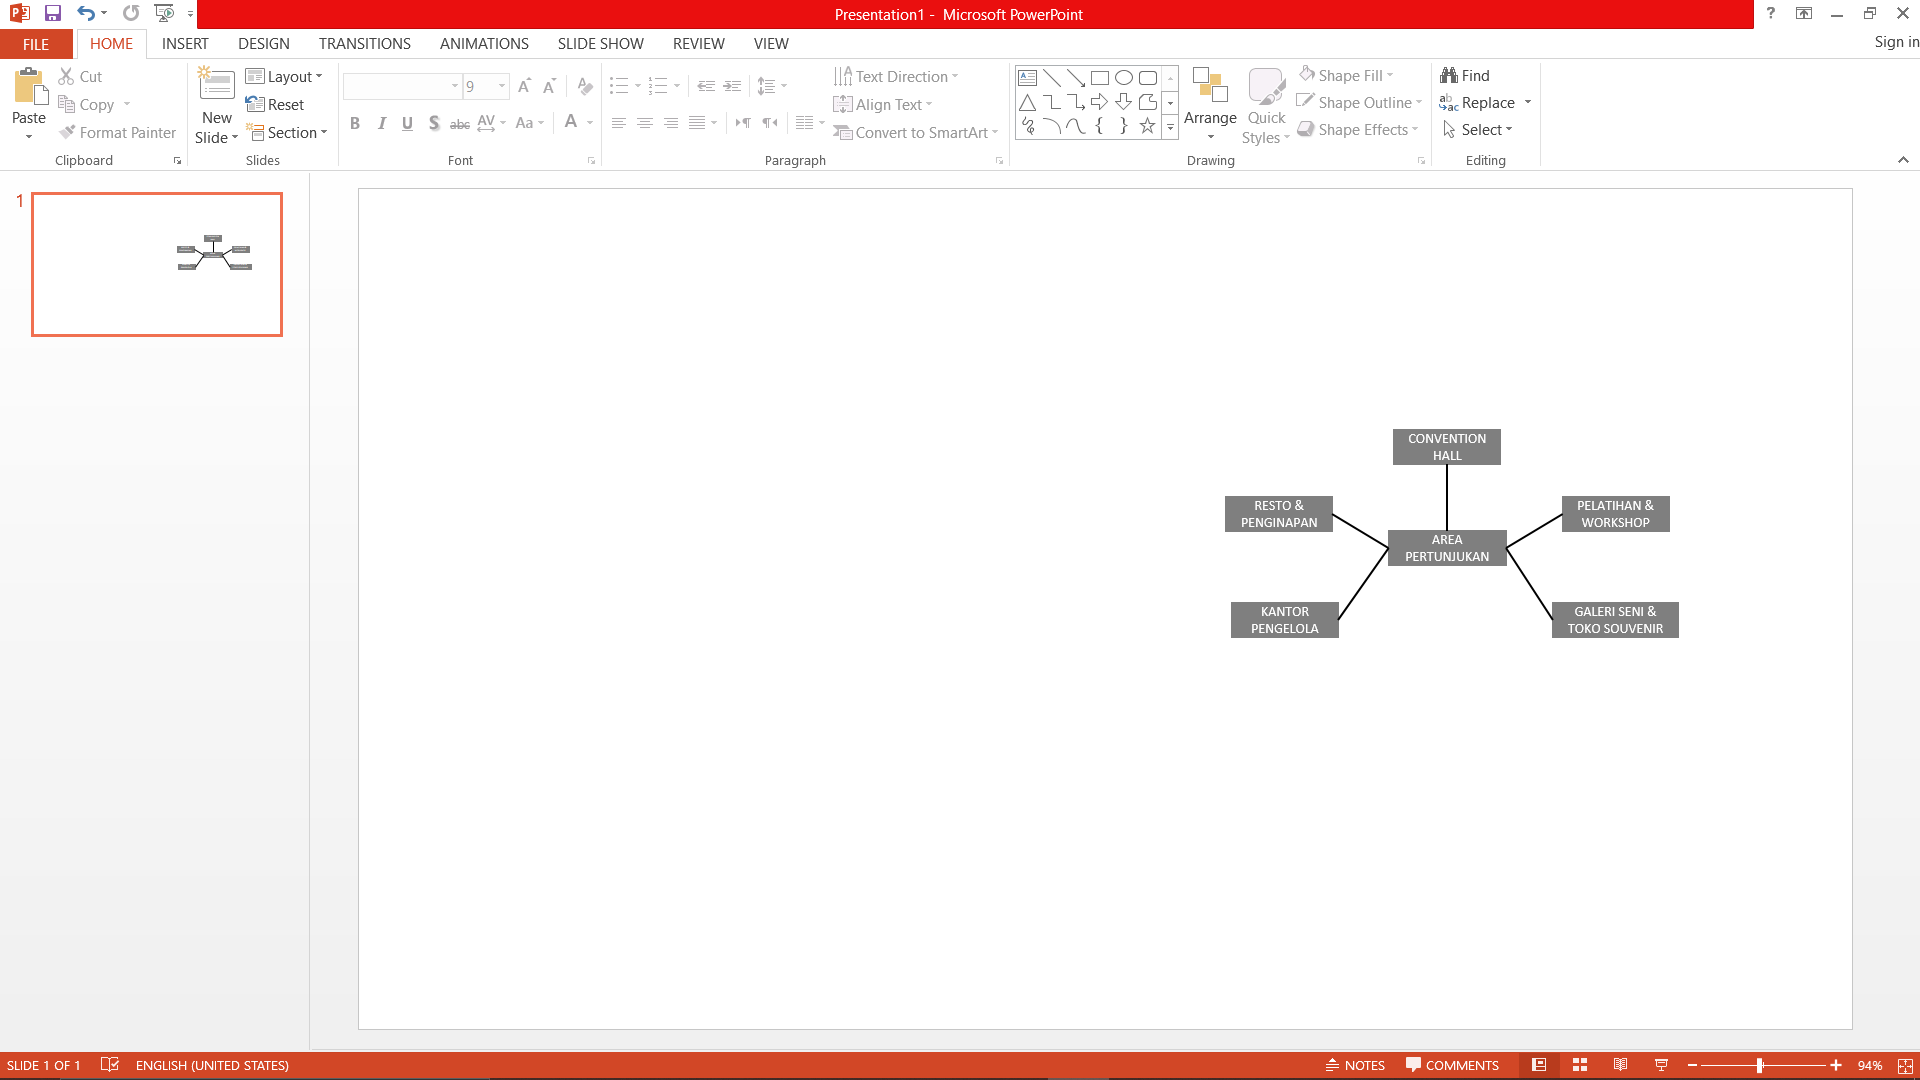 Presentation1 - Microsoft PowerPoint
?
FILE HOME INSERT DESIGN TRANSITIONS ANIMATIONS SLIDE SHOW REVIEW VIEW
Sign in
Paste
Cut
Copy
Format Painter
Clipboard
New
Slide
Layout
Reset
Section
Slides
9
B I U S abc AV Aa A
Font
Text Direction
Align Text
Convert to SmartArt
Paragraph
Arrange
Quick
Styles
Shape Fill
Shape Outline
Shape Effects
Drawing
Find
Replace
Select
Editing
1
CONVENTION
HALL
RESTO &
PENGINAPAN
PELATIHAN &
WORKSHOP
AREA
PERTUNJUKAN
KANTOR
PENGELOLA
GALERI SENI &
TOKO SOUVENIR
SLIDE 1 OF 1 ENGLISH (UNITED STATES)
NOTES COMMENTS 94%